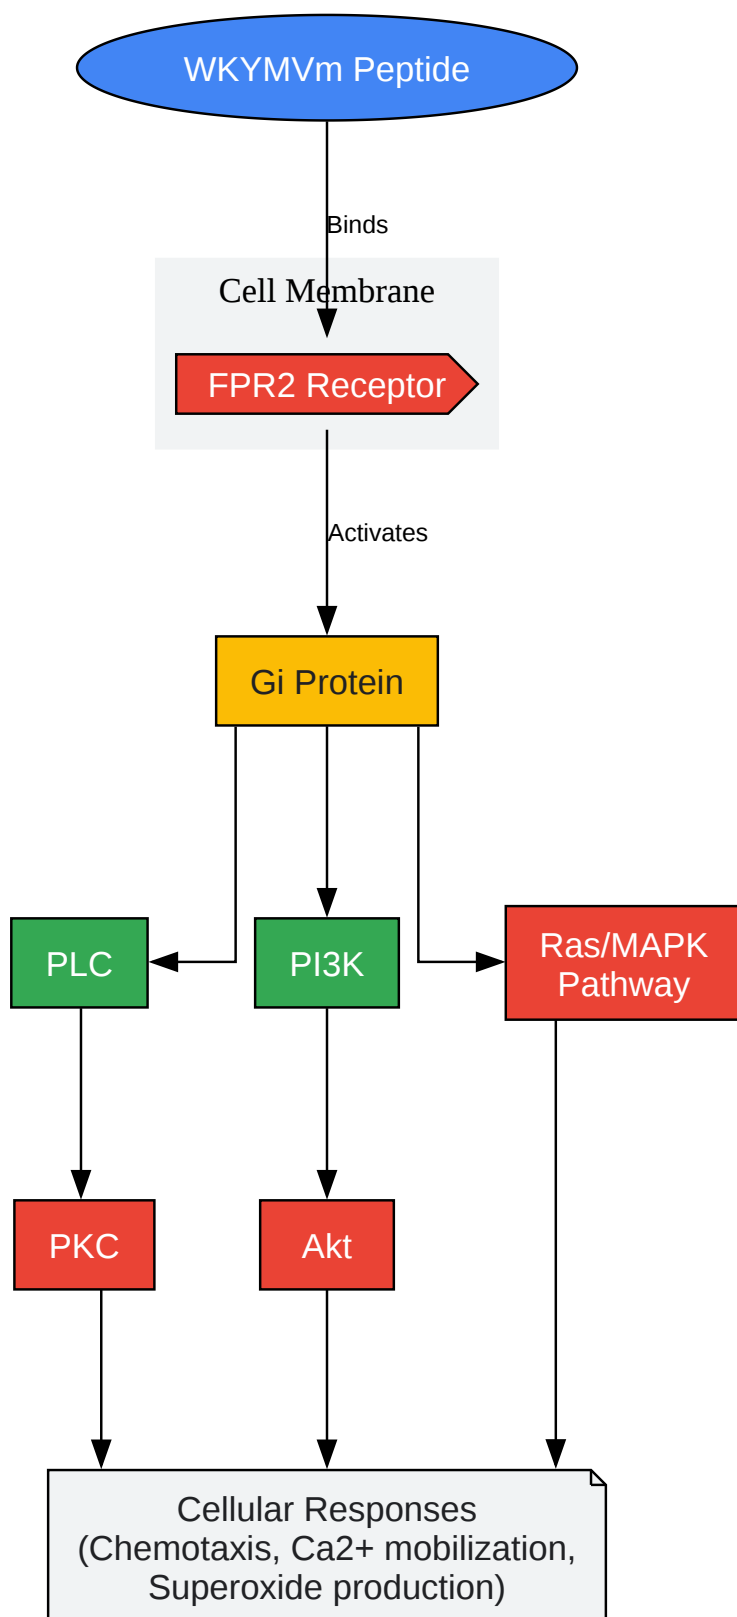 WKYMVm Peptide
Binds
Cell Membrane
FPR2 Receptor
Activates
Gi Protein
PLC
PI3K
Ras/MAPK
Pathway
PKC
Akt
Cellular Responses
(Chemotaxis, Ca2+ mobilization,
Superoxide production)